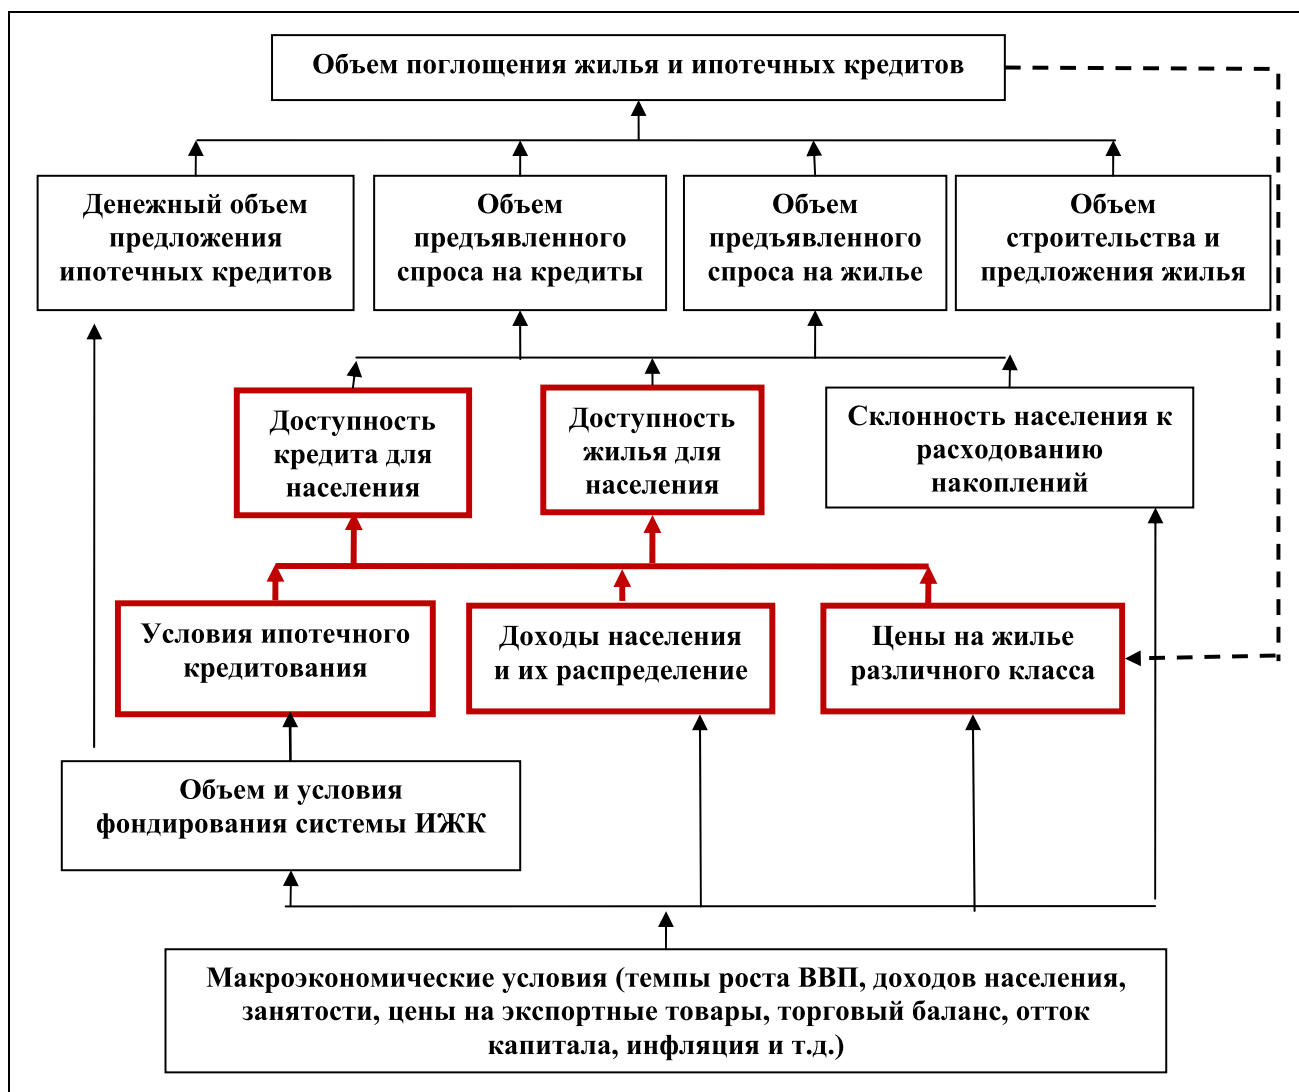 Объем поглощения жилья и ипотечных кредитов
Денежный объем
предложения
ипотечных кредитов
Объем
предъявленного
спроса на кредиты
Объем
предъявленного
спроса на жилье
Объем
строительства и
предложения жилья
Доступность
кредита для
населения
Доступность
жилья для
населения
Склонность населения к
расходованию
накоплений
Условия ипотечного
кредитования
Доходы населения
и их распределение
Цены на жилье
различного класса
Объем и условия
фондирования системы ИЖК
Макроэкономические условия (темпы роста ВВП, доходов населения,
занятости, цены на экспортные товары, торговый баланс, отток
капитала, инфляция и т.д.)